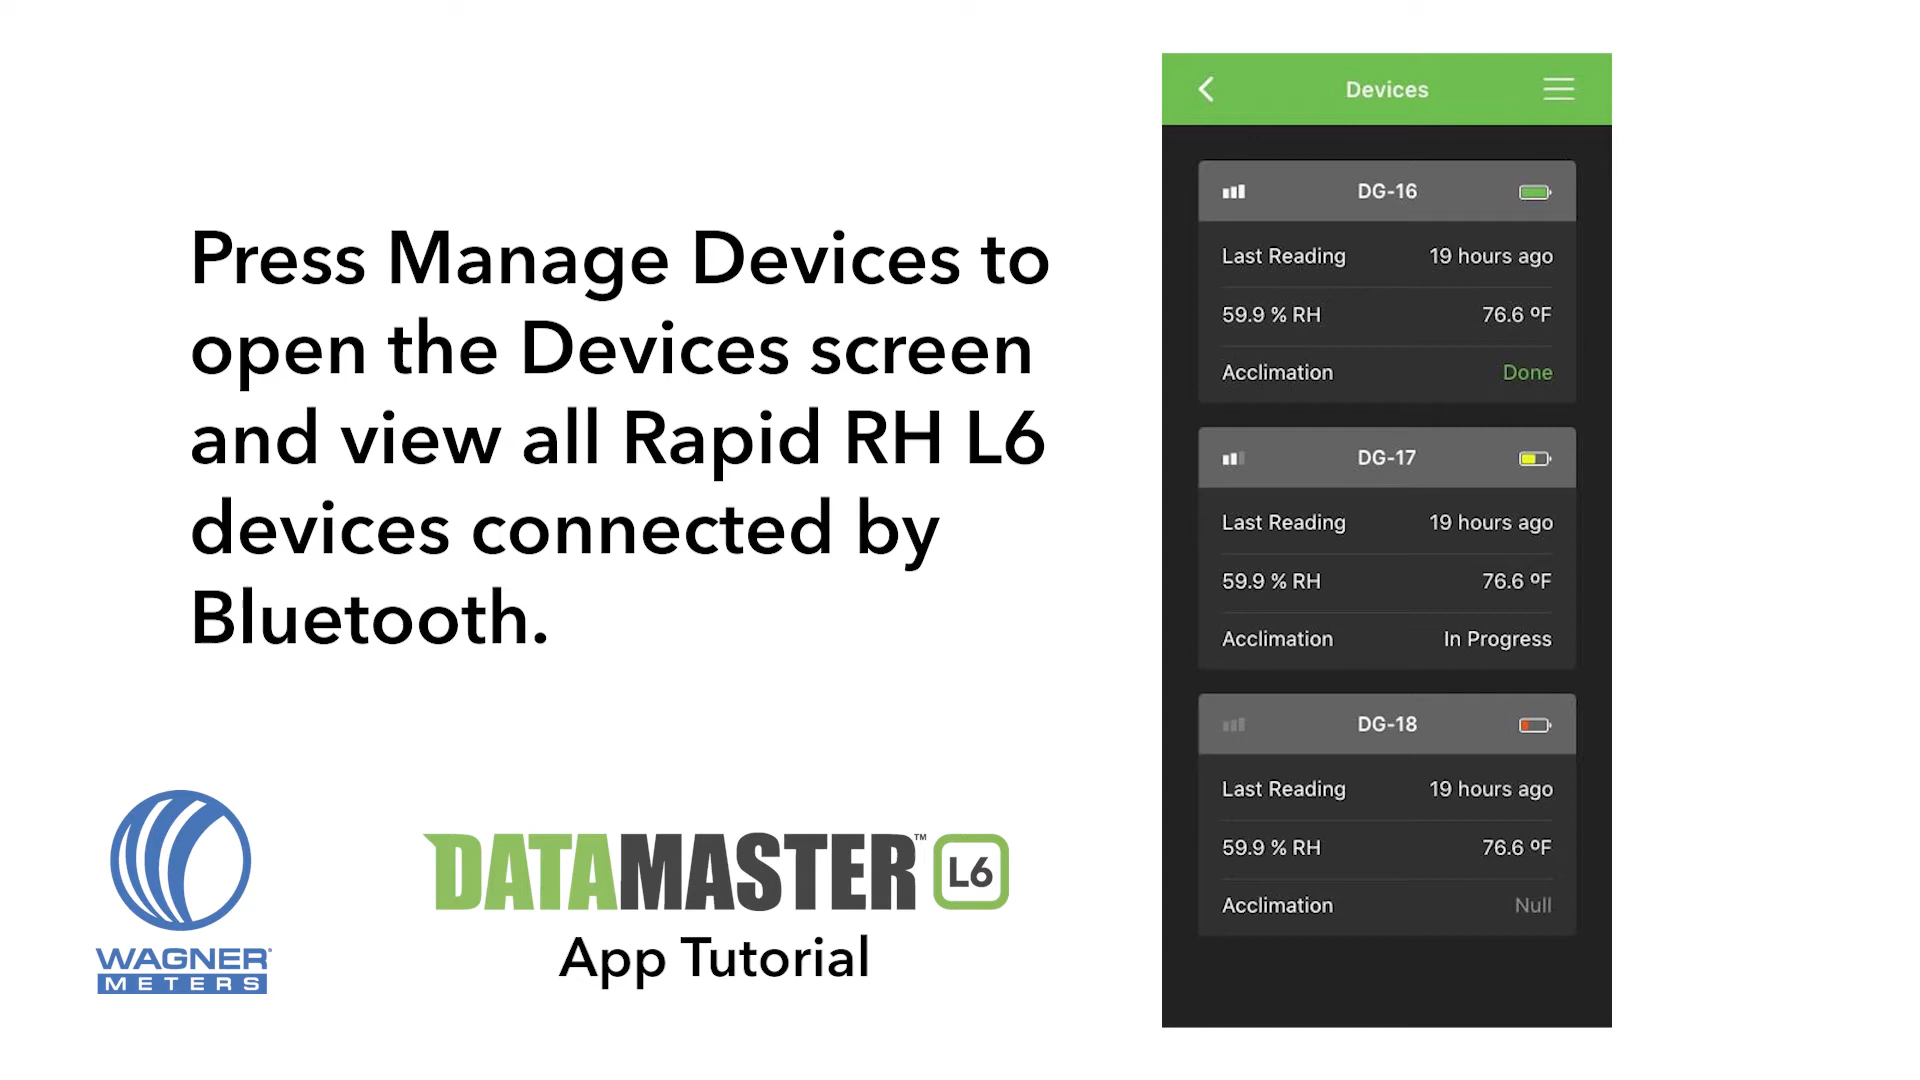 Press Manage Devices to
open the Devices screen
and view all Rapid RH L6
devices connected by
Bluetooth.
WAGNER®
METERS
DATAMASTER™ L6
App Tutorial
Devices
DG-16
Last Reading 19 hours ago
59.9 % RH 76.6 ºF
Acclimation Done
DG-17
Last Reading 19 hours ago
59.9 % RH 76.6 ºF
Acclimation In Progress
DG-18
Last Reading 19 hours ago
59.9 % RH 76.6 ºF
Acclimation Null